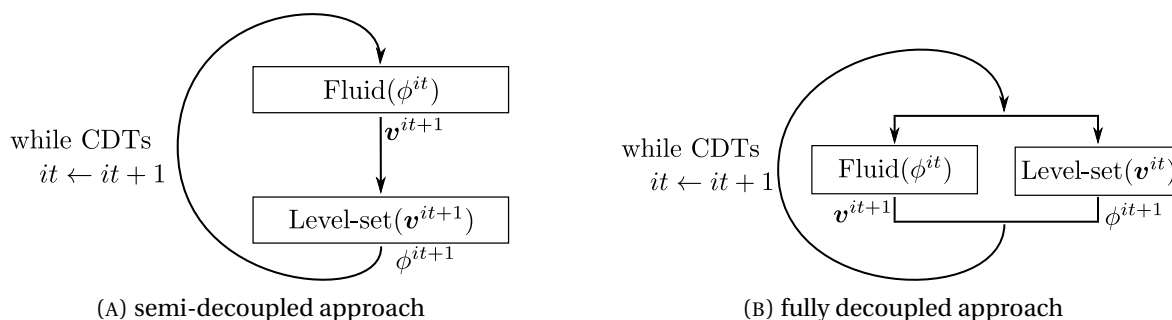 Fluid(ϕ^{it})
v^{it+1}
while CDTs
it ← it + 1
Level-set(v^{it+1})
ϕ^{it+1}
(A) semi-decoupled approach
while CDTs
it ← it + 1
Fluid(ϕ^{it})
Level-set(v^{it})
v^{it+1}
ϕ^{it+1}
(B) fully decoupled approach